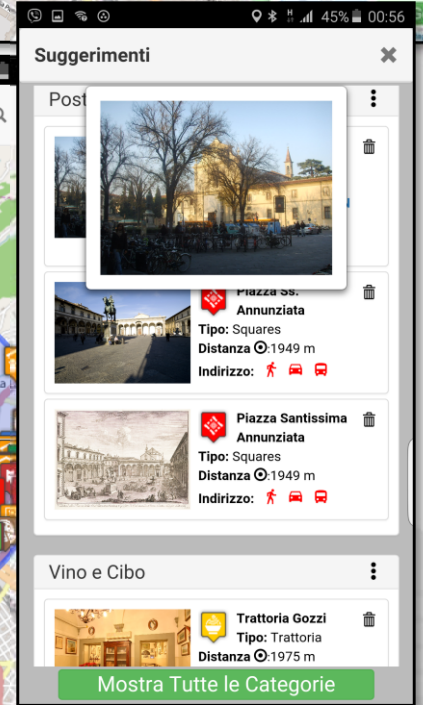 45% 00:56
Suggerimenti
Post
Piazza Ss.
Annunziata
Tipo: Squares
Distanza :1949 m
Indirizzo:
Piazza Santissima
Annunziata
Tipo: Squares
Distanza :1949 m
Indirizzo:
Vino e Cibo
Trattoria Gozzi
Tipo: Trattoria
Distanza :1975 m
Mostra Tutte le Categorie